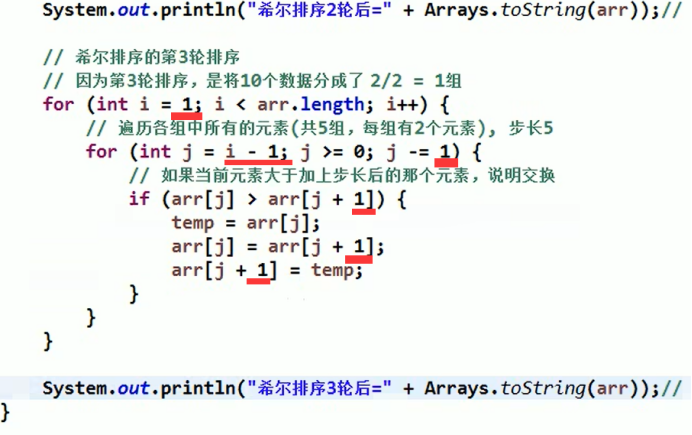 System.out.println("希尔排序2轮后=" + Arrays.toString(arr));//
// 希尔排序的第3轮排序
// 因为第3轮排序，是将10个数据分成了 2/2 = 1组
for (int i = 1; i < arr.length; i++) {
// 遍历各组中所有的元素(共5组，每组有2个元素), 步长5
for (int j = i - 1; j >= 0; j -= 1) {
// 如果当前元素大于加上步长后的那个元素，说明交换
if (arr[j] > arr[j + 1]) {
temp = arr[j];
arr[j] = arr[j + 1];
arr[j + 1] = temp;
}
}
}
System.out.println("希尔排序3轮后=" + Arrays.toString(arr));//
}